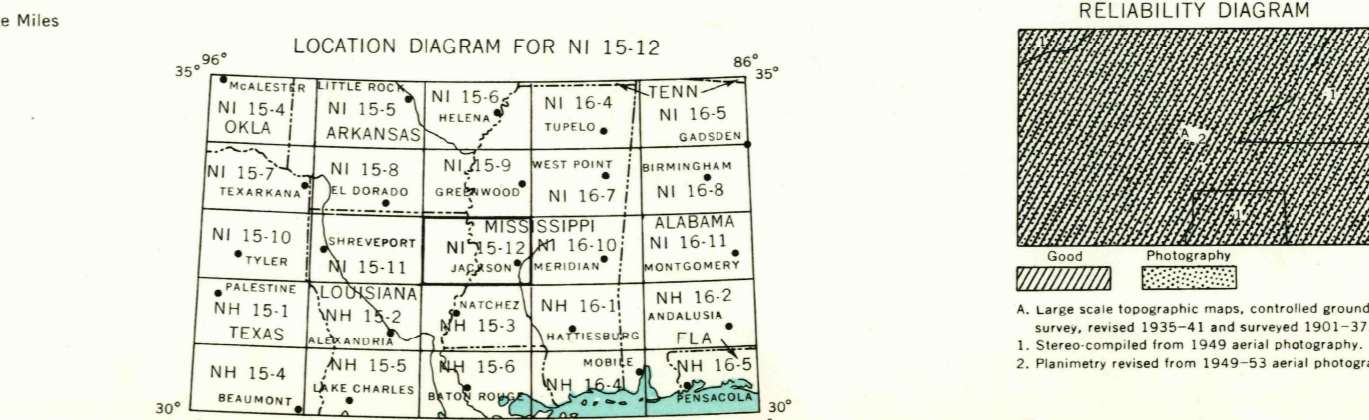 e Miles
LOCATION DIAGRAM FOR NI 15-12
35° 96° 86° 35°
McALESTER
NI 15-4
OKLA
LITTLE ROCK
NI 15-5
ARKANSAS
NI 15-6
HELENA
NI 16-4
TUPELO
TENN
NI 16-5
GADSDEN
NI 15-7
TEXARKANA
NI 15-8
EL DORADO
NI 15-9
GREENWOOD
WEST POINT
NI 16-7
BIRMINGHAM
NI 16-8
NI 15-10
TYLER
SHREVEPORT
NI 15-11
MISSISSIPPI
NI 15-12
JACKSON
NI 16-10
MERIDIAN
ALABAMA
NI 16-11
MONTGOMERY
PALESTINE
NH 15-1
TEXAS
LOUISIANA
NH 15-2
ALEXANDRIA
NATCHEZ
NH 15-3
NH 16-1
HATTIESBURG
NH 16-2
ANDALUSIA
FLA
NH 15-4
BEAUMONT
NH 15-5
LAKE CHARLES
NH 15-6
BATON ROUGE
MOBILE
NH 16-4
NH 16-5
PENSACOLA
30° 30°
RELIABILITY DIAGRAM
1
A 2
1
Good Photography
A. Large scale topographic maps, controlled ground
survey, revised 1935–41 and surveyed 1901–37.
1. Stereo-compiled from 1949 aerial photography.
2. Planimetry revised from 1949–53 aerial photogra